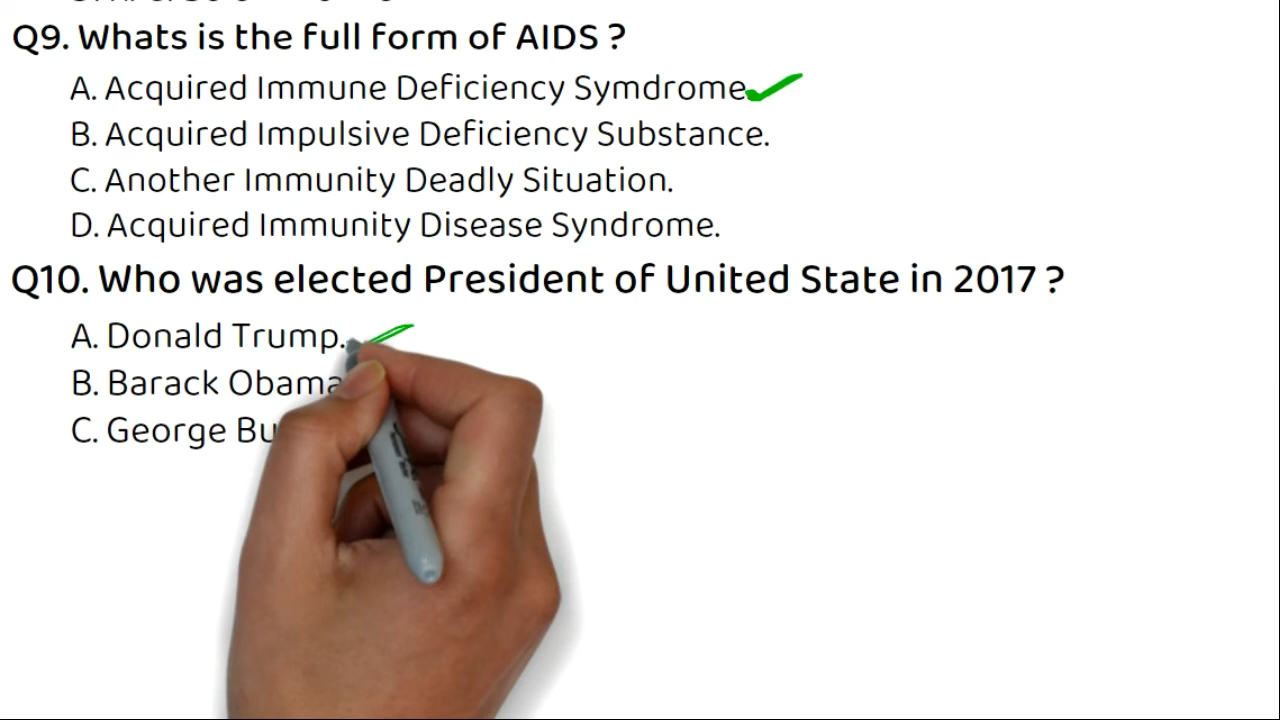 Q9. Whats is the full form of AIDS ?
A. Acquired Immune Deficiency Symdrome
B. Acquired Impulsive Deficiency Substance.
C. Another Immunity Deadly Situation.
D. Acquired Immunity Disease Syndrome.
Q10. Who was elected President of United State in 2017 ?
A. Donald Trump.
B. Barack Obama
C. George